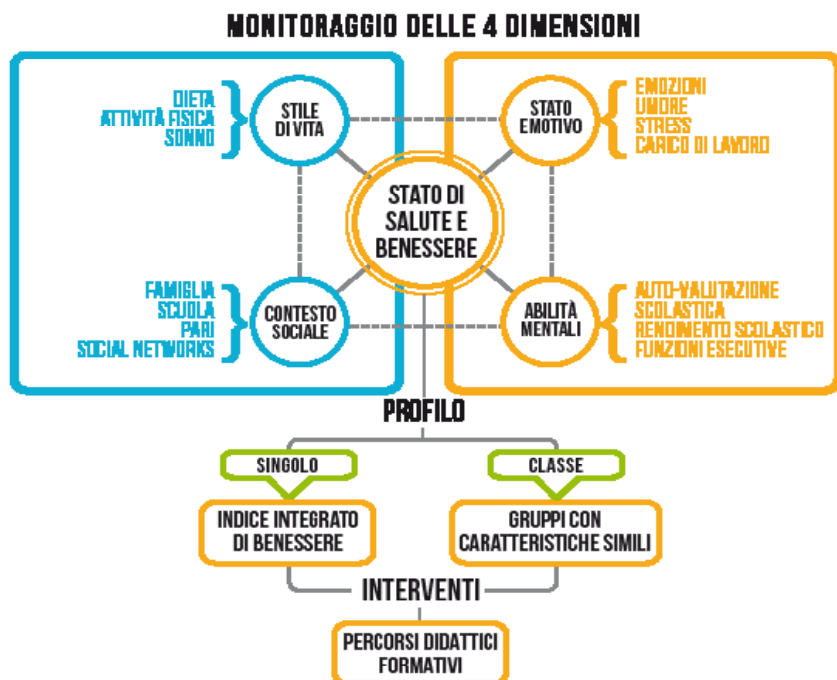 MONITORAGGIO DELLE 4 DIMENSIONI
DIETA
ATTIVITÀ FISICA
SONNO
STILE
DI VITA
STATO
EMOTIVO
EMOZIONI
UMORE
STRESS
CARICO DI LAVORO
STATO DI
SALUTE E
BENESSERE
FAMIGLIA
SCUOLA
PARI
SOCIAL NETWORKS
CONTESTO
SOCIALE
ABILITÀ
MENTALI
AUTO-VALUTAZIONE
SCOLASTICA
RENDIMENTO SCOLASTICO
FUNZIONI ESECUTIVE
PROFILO
SINGOLO
CLASSE
INDICE INTEGRATO
DI BENESSERE
GRUPPI CON
CARATTERISTICHE SIMILI
INTERVENTI
PERCORSI DIDATTICI
FORMATIVI